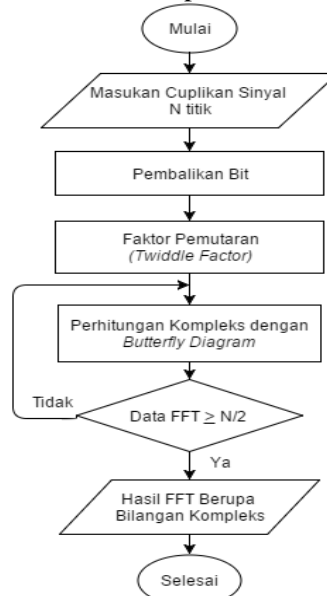 Mulai
Masukan Cuplikan Sinyal
N titik
Pembalikan Bit
Faktor Pemutaran
(Twiddle Factor)
Perhitungan Kompleks dengan
Butterfly Diagram
Tidak
Data FFT ≥ N/2
Ya
Hasil FFT Berupa
Bilangan Kompleks
Selesai